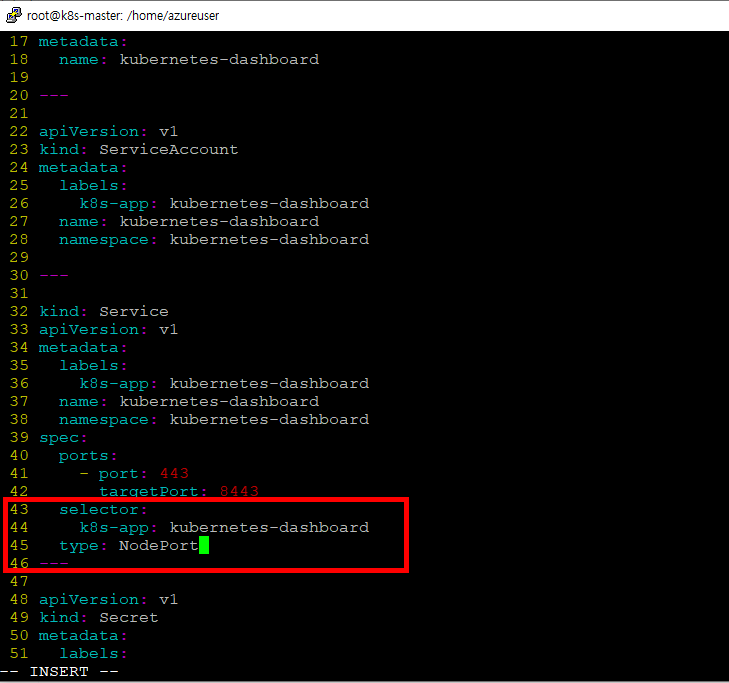 root@k8s-master: /home/azureuser
17 metadata:
18   name: kubernetes-dashboard
19
20 ---
21
22 apiVersion: v1
23 kind: ServiceAccount
24 metadata:
25   labels:
26     k8s-app: kubernetes-dashboard
27   name: kubernetes-dashboard
28   namespace: kubernetes-dashboard
29
30 ---
31
32 kind: Service
33 apiVersion: v1
34 metadata:
35   labels:
36     k8s-app: kubernetes-dashboard
37   name: kubernetes-dashboard
38   namespace: kubernetes-dashboard
39 spec:
40   ports:
41     - port: 443
42       targetPort: 8443
43   selector:
44     k8s-app: kubernetes-dashboard
45   type: NodePort
46 ---
47
48 apiVersion: v1
49 kind: Secret
50 metadata:
51   labels:
-- INSERT --